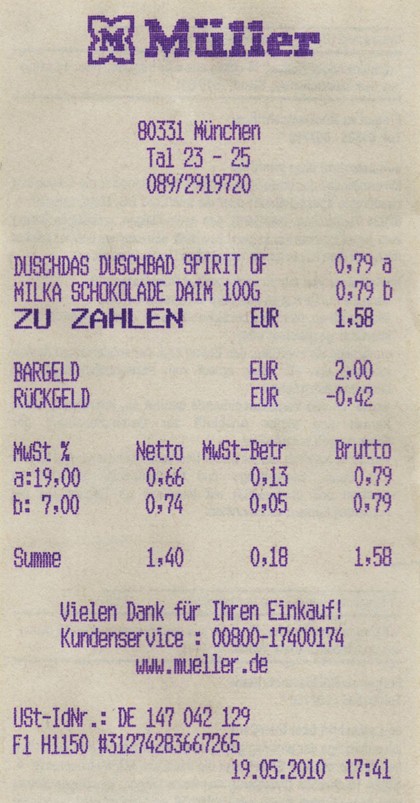 M Müller
80331 München
Tal 23 - 25
089/2919720
DUSCHDAS DUSCHBAD SPIRIT OF 0,79 a
MILKA SCHOKOLADE DAIM 100G 0,79 b
ZU ZAHLEN EUR 1,58
BARGELD EUR 2,00
RÜCKGELD EUR -0,42
MwSt % Netto MwSt-Betr Brutto
a:19,00 0,66 0,13 0,79
b: 7,00 0,74 0,05 0,79
Summe 1,40 0,18 1,58
Vielen Dank für Ihren Einkauf!
Kundenservice : 00800-17400174
www.mueller.de
USt-IdNr.: DE 147 042 129
F1 H1150 #31274283667265
19.05.2010 17:41